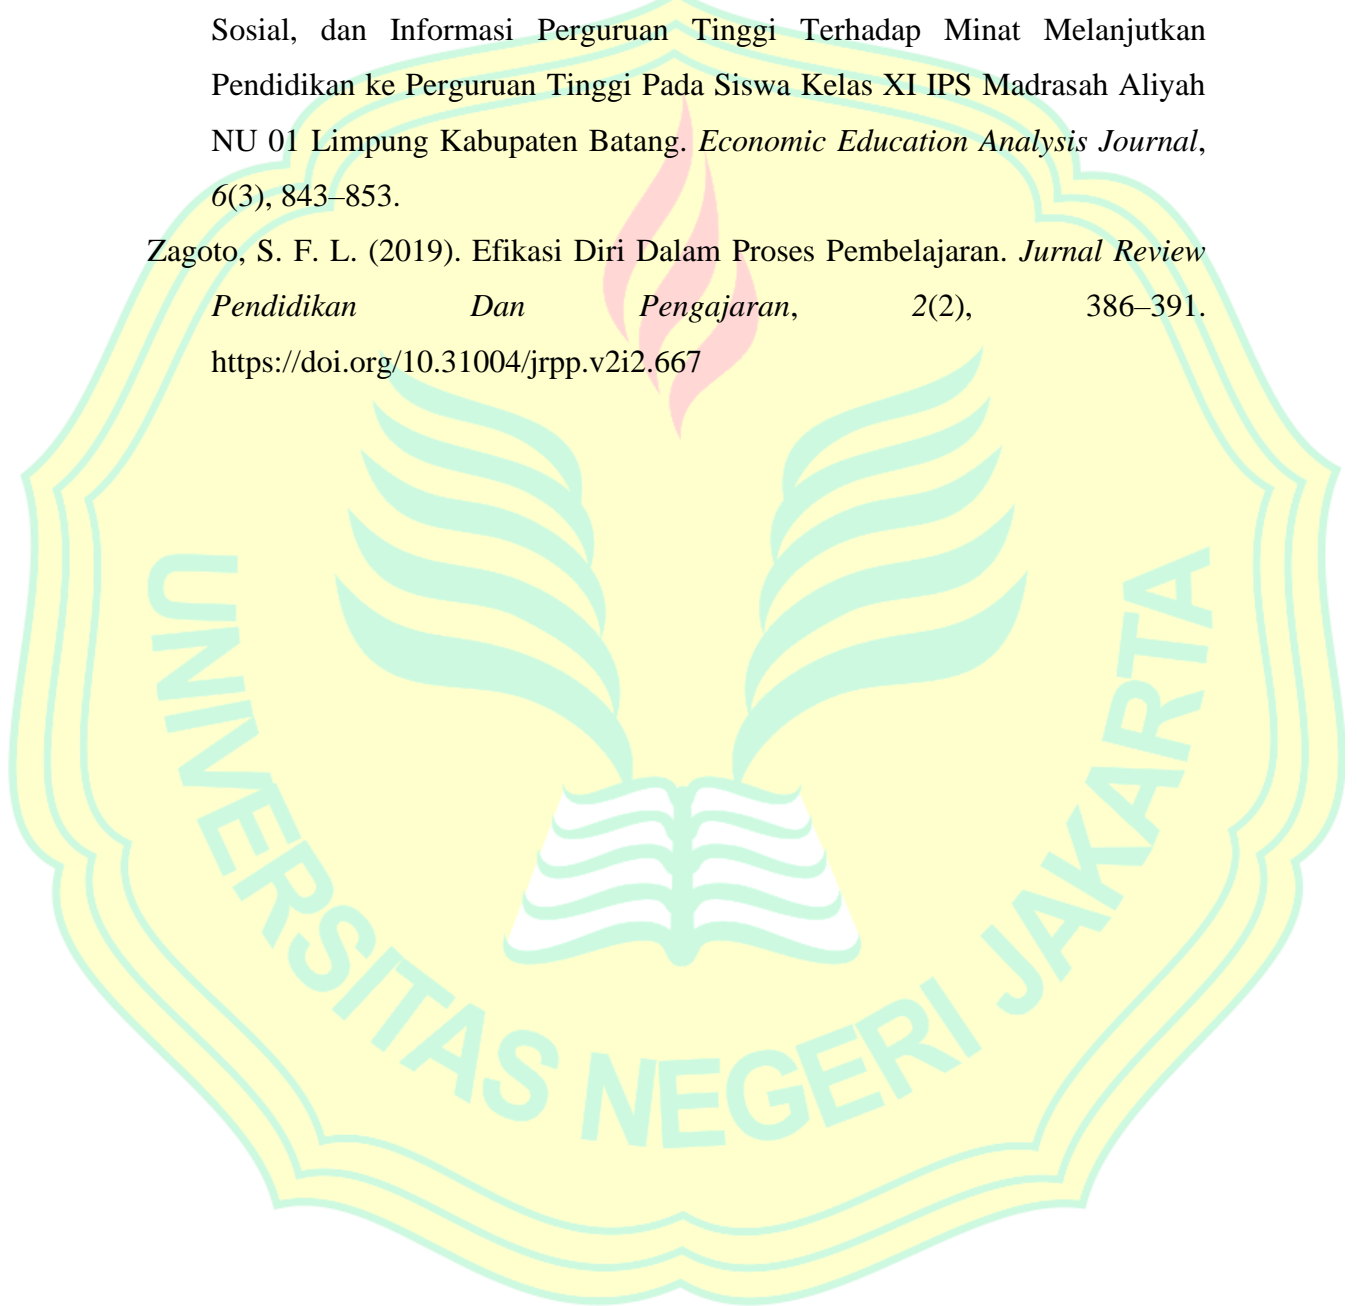 Sosial, dan Informasi Perguruan Tinggi Terhadap Minat Melanjutkan
Pendidikan ke Perguruan Tinggi Pada Siswa Kelas XI IPS Madrasah Aliyah
NU 01 Limpung Kabupaten Batang. Economic Education Analysis Journal,
6(3), 843–853.
Zagoto, S. F. L. (2019). Efikasi Diri Dalam Proses Pembelajaran. Jurnal Review
Pendidikan Dan Pengajaran, 2(2), 386–391.
https://doi.org/10.31004/jrpp.v2i2.667
UNIVERSITAS NEGERI JAKARTA